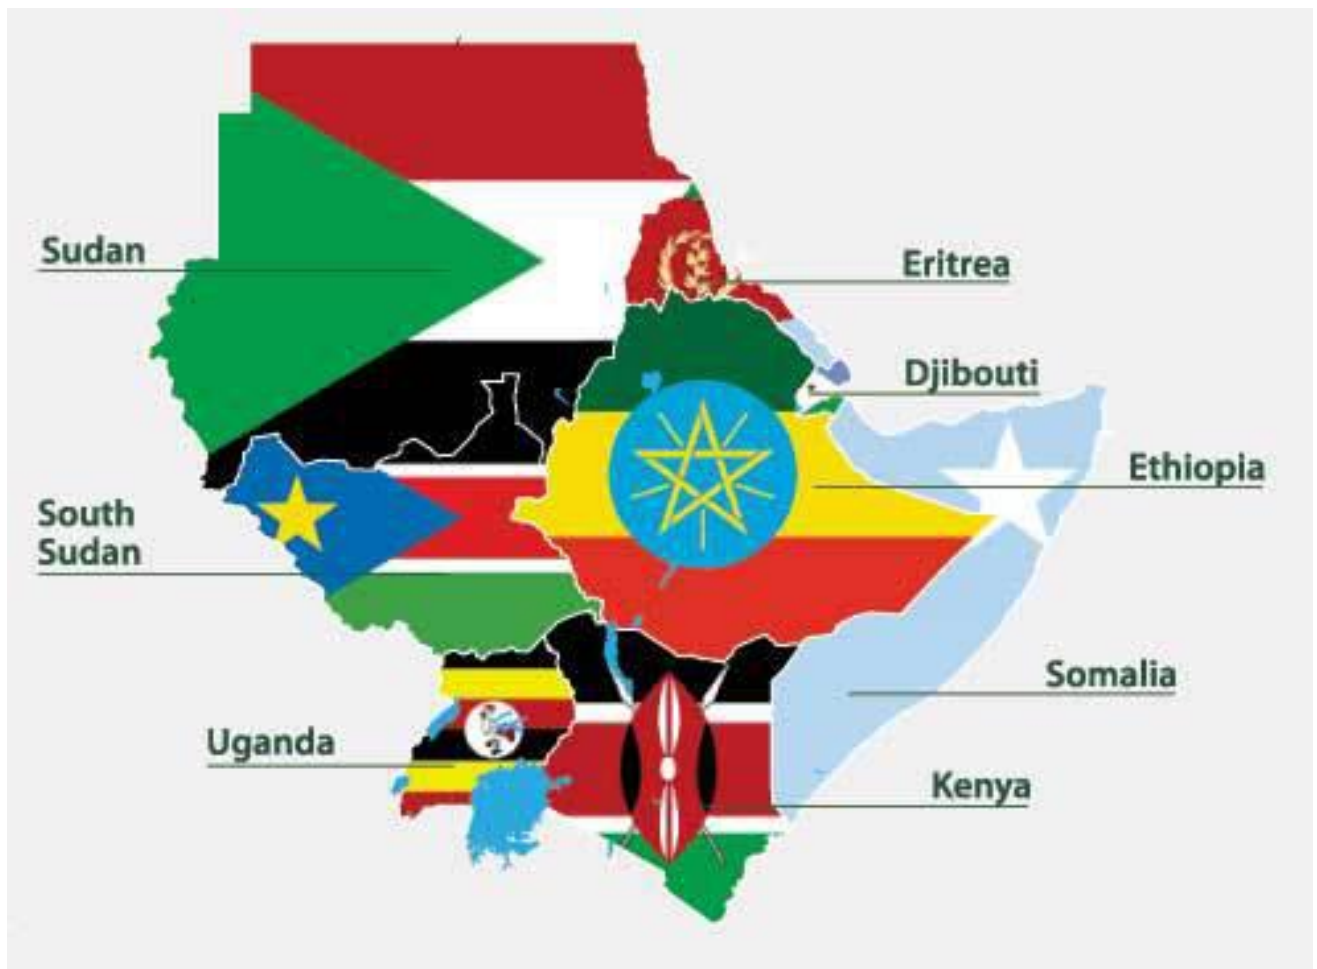 Sudan
Eritrea
Djibouti
Ethiopia
South
Sudan
Somalia
Uganda
Kenya